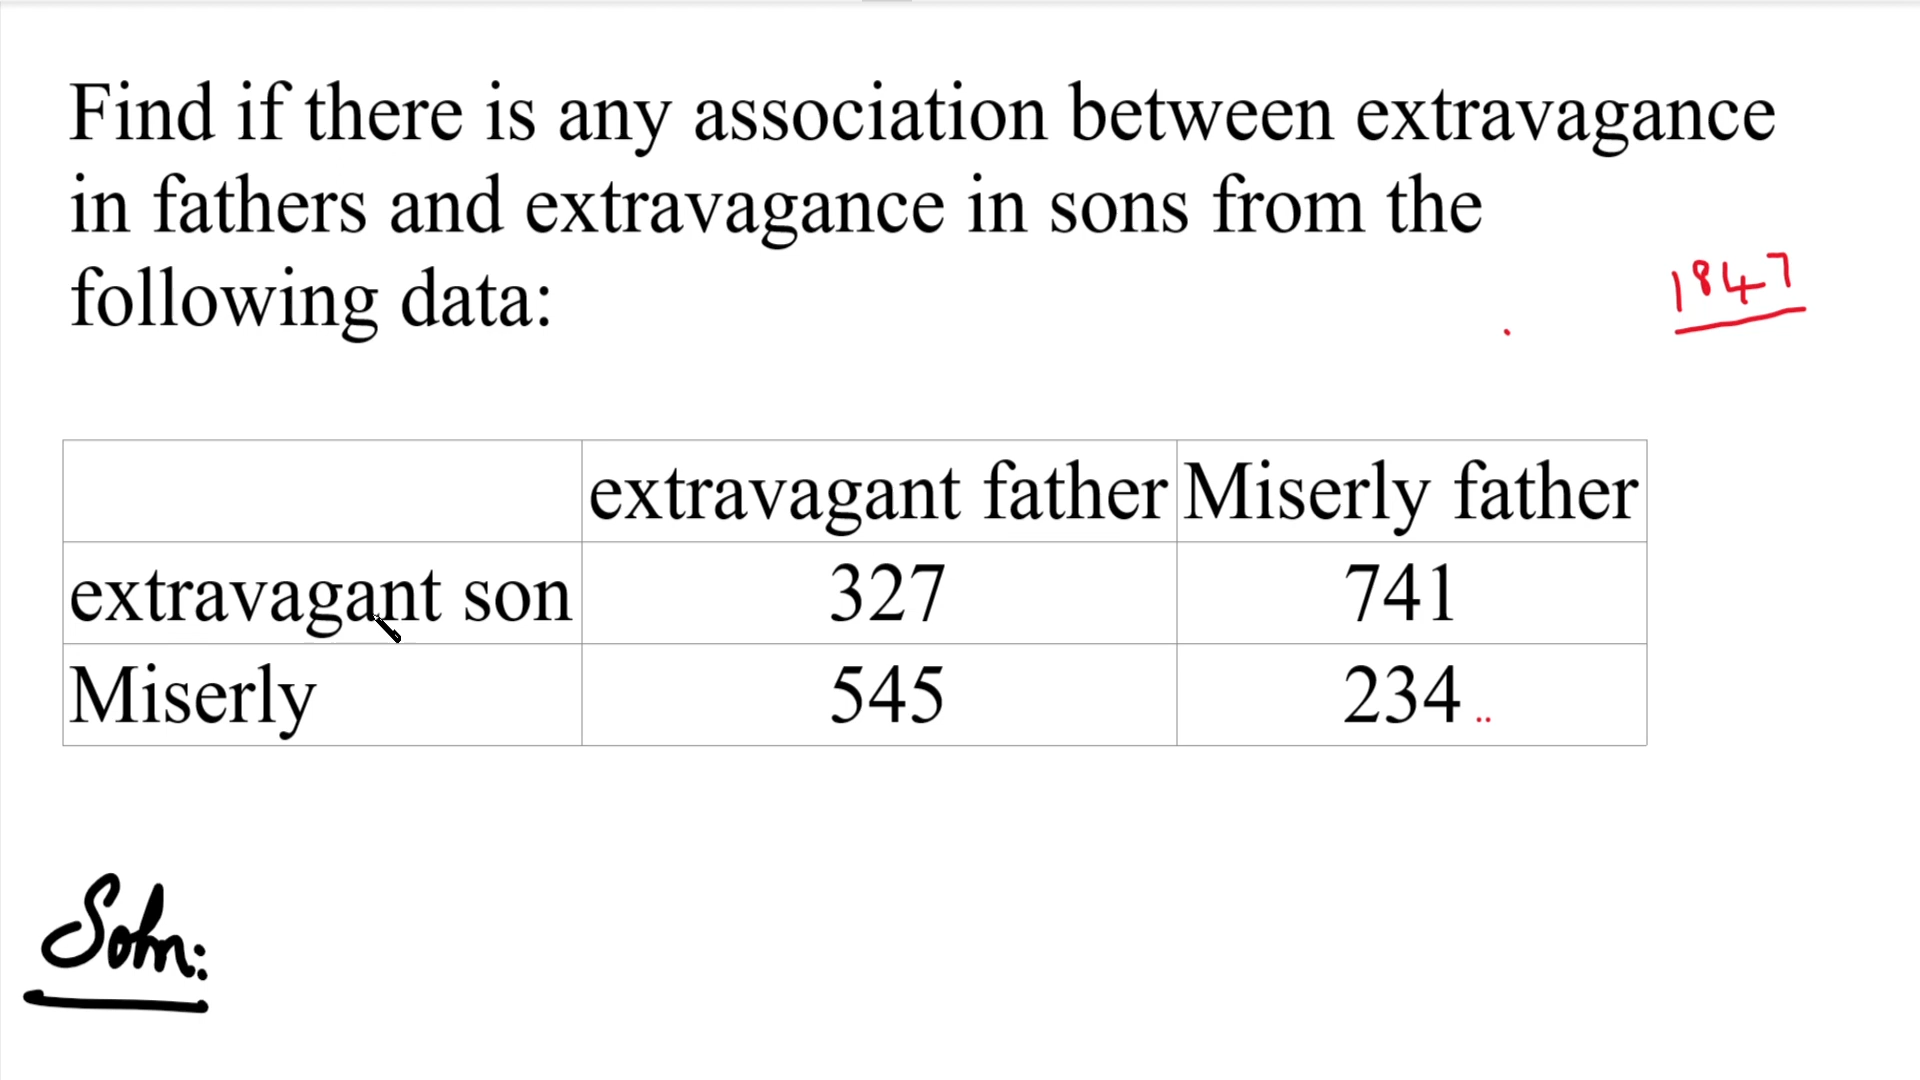 Find if there is any association between extravagance
in fathers and extravagance in sons from the
following data:
1847
extravagant father Miserly father
extravagant son 327 741
Miserly 545 234
Soln: